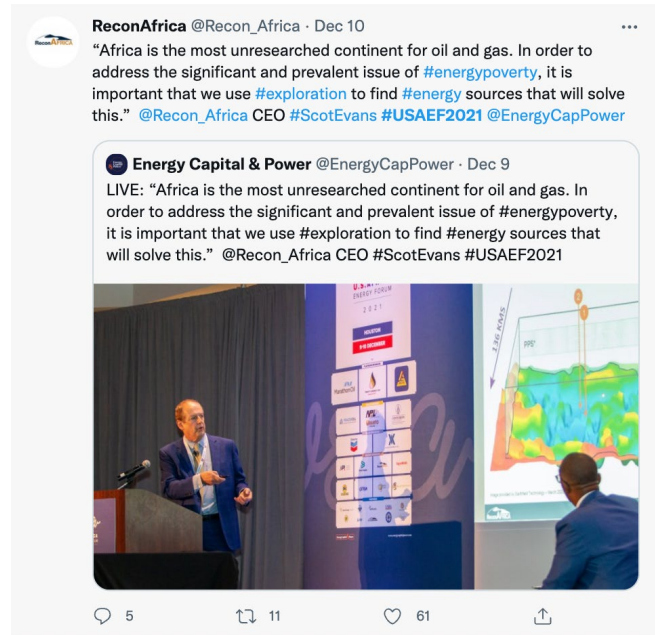 ReconAfrica @Recon_Africa · Dec 10
“Africa is the most unresearched continent for oil and gas. In order to
address the significant and prevalent issue of #energypoverty, it is
important that we use #exploration to find #energy sources that will solve
this.”  @Recon_Africa CEO #ScotEvans #USAEF2021 @EnergyCapPower
Energy Capital & Power @EnergyCapPower · Dec 9
LIVE: “Africa is the most unresearched continent for oil and gas. In
order to address the significant and prevalent issue of #energypoverty,
it is important that we use #exploration to find #energy sources that
will solve this.”  @Recon_Africa CEO #ScotEvans #USAEF2021
ENERGY FORUM
2021
HOUSTON
136 KMS
5
11
61